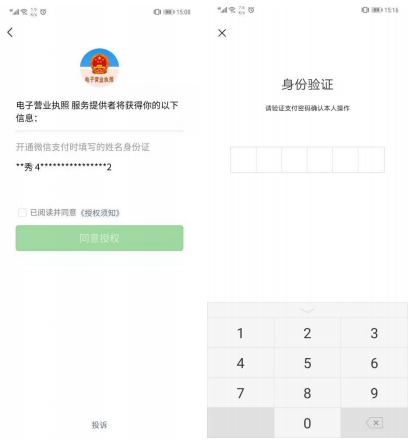 15:08
电子营业执照
电子营业执照 服务提供者将获得你的以下
信息：
开通微信支付时填写的姓名身份证
**秀 4****************2
已阅读并同意《授权须知》
同意授权
投诉
15:16
身份验证
请验证支付密码确认本人操作
1 2 3
4 5 6
7 8 9
0